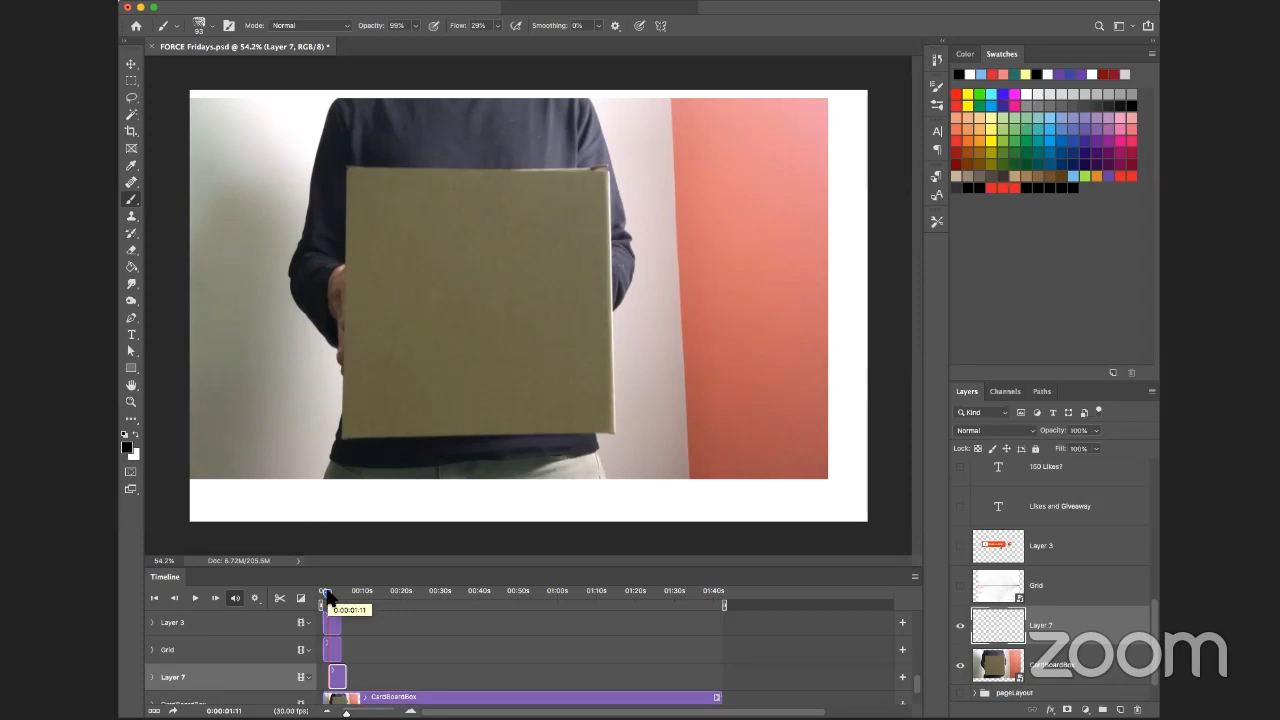 Mode: Normal Opacity: 99% Flow: 29% Smoothing: 0%
93
FORCE Fridays.psd @ 54.2% (Layer 7, RGB/8) *
Color Swatches
Layers Channels Paths
Kind
Normal Opacity: 100%
Lock: Fill: 100%
150 Likes?
Likes and Giveaway
Layer 3
Grid
Layer 7
CardBoardBox
pageLayout
zoom
54.2% Doc: 6.72M/205.5M
Timeline
00:10s 00:20s 00:30s 00:40s 00:50s 01:00s 01:10s 01:20s 01:30s 01:40s
0:00:01:11
Layer 3
Grid
Layer 7
CardBoardBox
0:00:01:11 (30.00 fps)